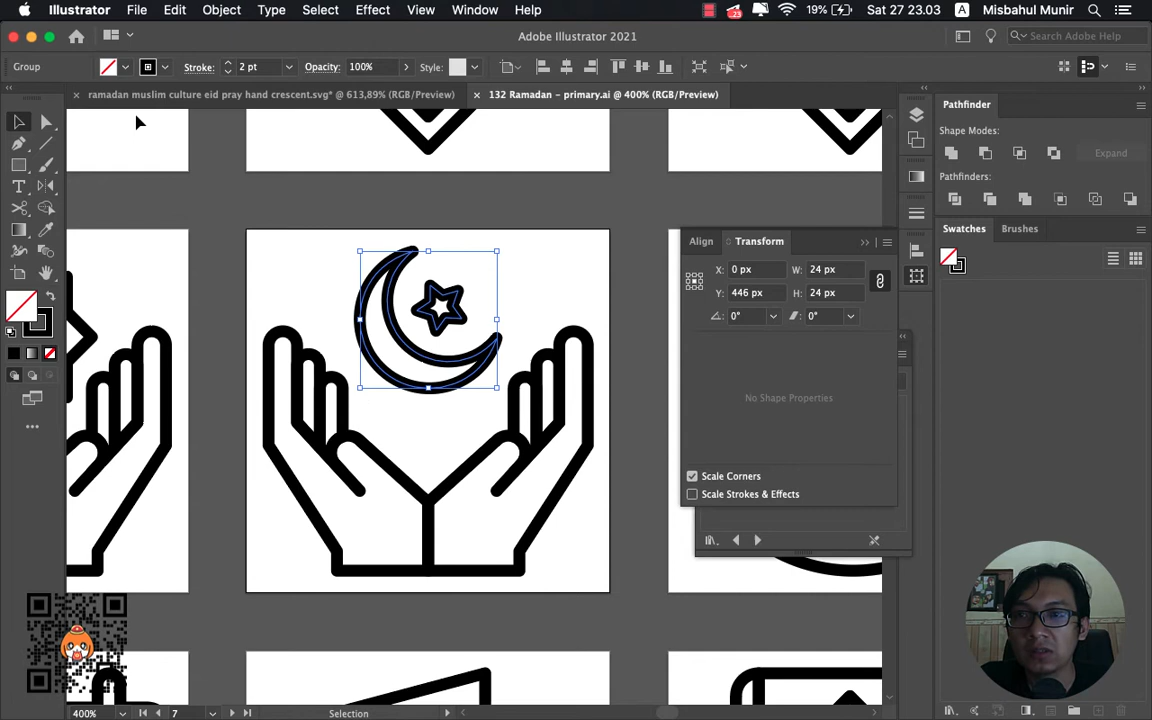 Illustrator File Edit Object Type Select Effect View Window Help 23 19% Sat 27 23.03 A Misbahul Munir
Adobe Illustrator 2021
Search Adobe Help
Group Stroke: 2 pt Opacity: 100% Style:
ramadan muslim culture eid pray hand crescent.svg* @ 613,89% (RGB/Preview)
132 Ramadan - primary.ai @ 400% (RGB/Preview)
Pathfinder
Shape Modes:
Expand
Pathfinders:
Swatches Brushes
Align Transform
X: 0 px W: 24 px
Y: 446 px H: 24 px
0° 0°
No Shape Properties
Scale Corners
Scale Strokes & Effects
400% 7 Selection